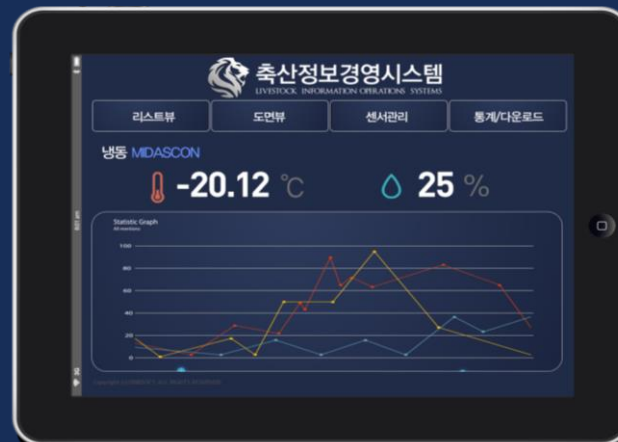 축산정보경영시스템
LIVESTOCK INFORMATION OPERATIONS SYSTEMS
리스트뷰 도면뷰 센서관리 통계/다운로드
냉동 MIDASCON
-20.12 °C 25 %
Statistic Graph
All mentions
100
80
60
40
20
0